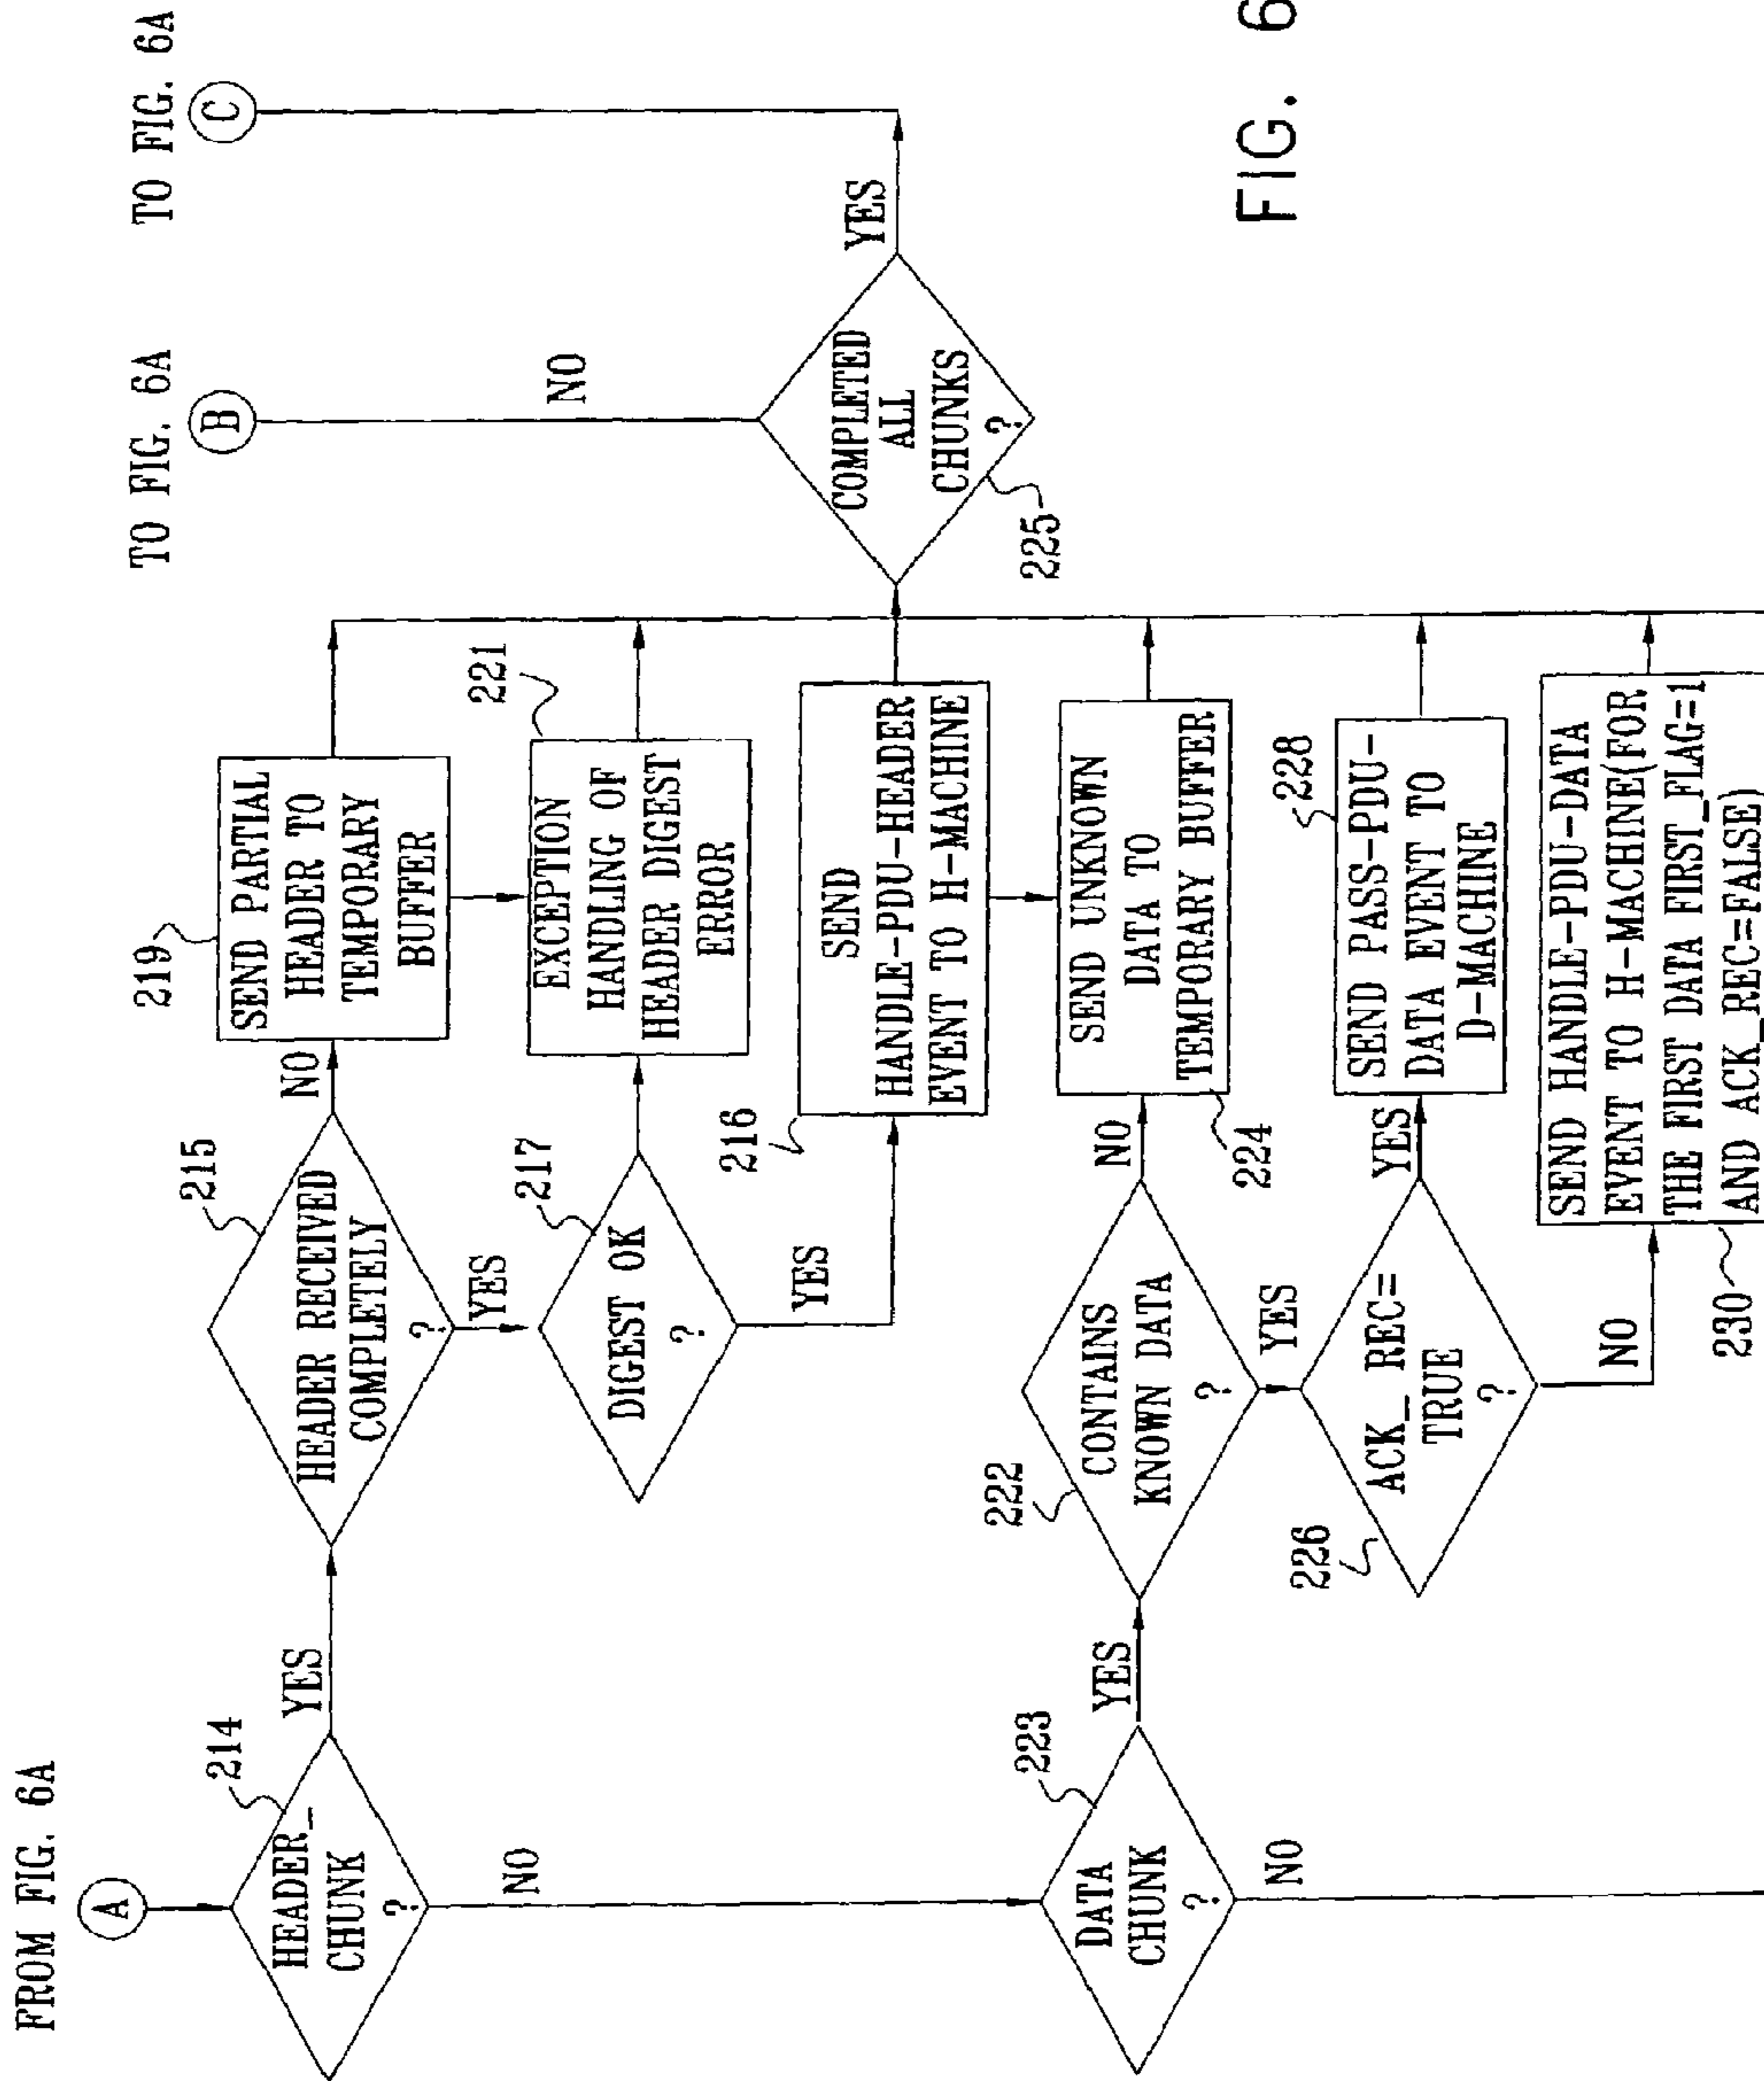 FROM FIG. 6A
A
214
HEADER_
CHUNK
?
YES
NO
215
HEADER RECEIVED
COMPLETELY
?
NO
YES
219
SEND PARTIAL
HEADER TO
TEMPORARY
BUFFER
217
DIGEST OK
?
YES
221
EXCEPTION
HANDLING OF
HEADER DIGEST
ERROR
216
SEND
HANDLE-PDU-HEADER
EVENT TO H-MACHINE
223
DATA
CHUNK
?
YES
NO
222
CONTAINS
KNOWN DATA
?
NO
YES
224
SEND UNKNOWN
DATA TO
TEMPORARY BUFFER
226
ACK_REC=
TRUE
?
YES
NO
228
SEND PASS-PDU-
DATA EVENT TO
D-MACHINE
230
SEND HANDLE-PDU-DATA
EVENT TO H-MACHINE(FOR
THE FIRST DATA FIRST_FLAG=1
AND ACK_REC=FALSE)
TO FIG. 6A
B
NO
COMPLETED
ALL
CHUNKS
?
225
YES
TO FIG. 6A
C
FIG. 6